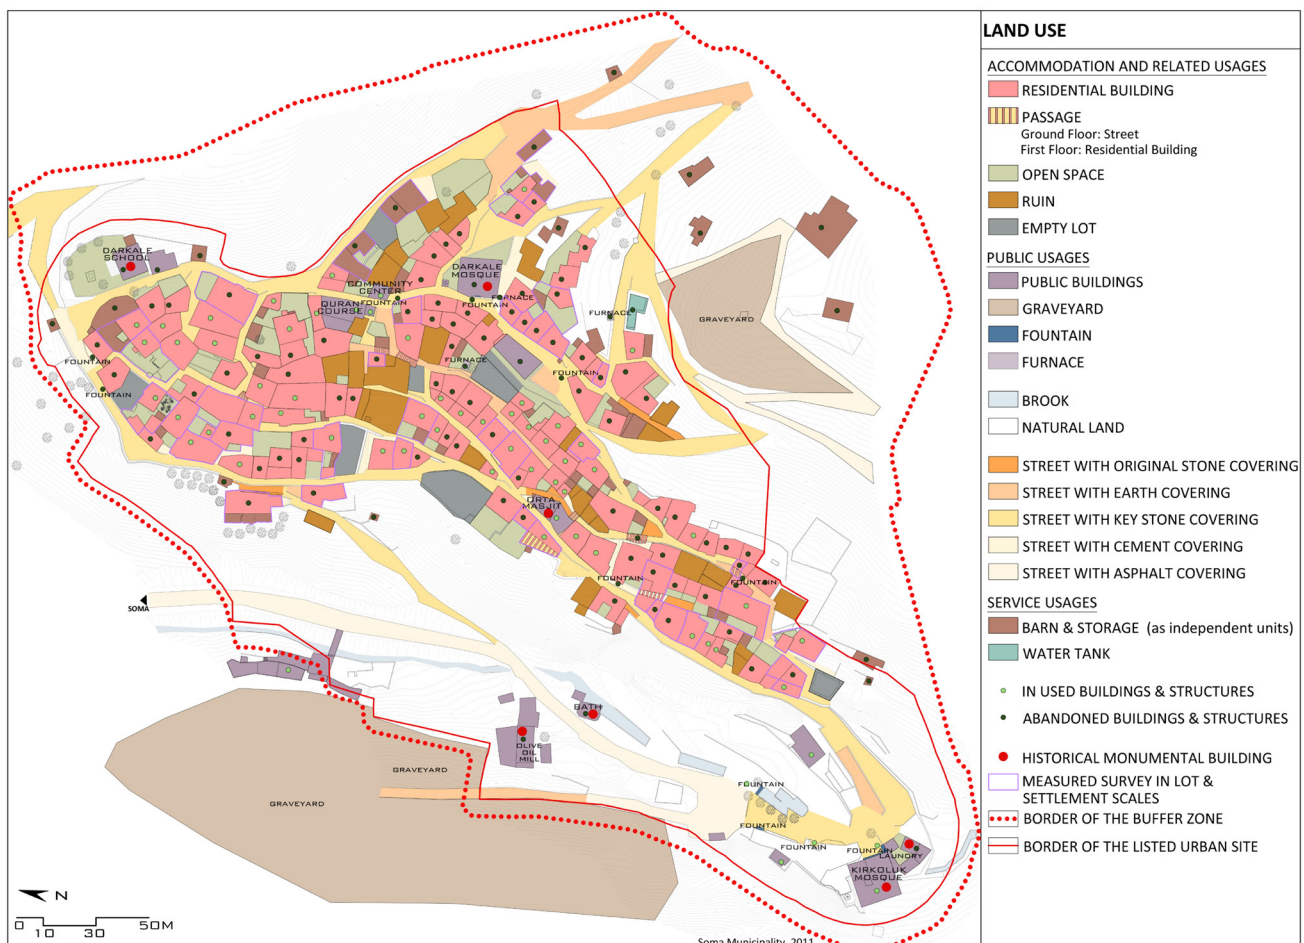 DARKALE
SCHOOL
COMMUNITY
CENTER
QURAN
COURSE
FOUNTAIN
DARKALE
MOSQUE
FURNACE
FOUNTAIN
FURNACE
GRAVEYARD
FOUNTAIN
FOUNTAIN
FURNACE
FOUNTAIN
ORTA
MASJIT
FOUNTAIN
FOUNTAIN
SOMA
BATH
OLIVE
OIL
MILL
GRAVEYARD
GRAVEYARD
FOUNTAIN
FOUNTAIN
FOUNTAIN
FOUNTAIN
LAUNDRY
KIRKOLUK
MOSQUE
N
0 10 30 50M
Soma Municipality, 2011
LAND USE
ACCOMMODATION AND RELATED USAGES
RESIDENTIAL BUILDING
PASSAGE
Ground Floor: Street
First Floor: Residential Building
OPEN SPACE
RUIN
EMPTY LOT
PUBLIC USAGES
PUBLIC BUILDINGS
GRAVEYARD
FOUNTAIN
FURNACE
BROOK
NATURAL LAND
STREET WITH ORIGINAL STONE COVERING
STREET WITH EARTH COVERING
STREET WITH KEY STONE COVERING
STREET WITH CEMENT COVERING
STREET WITH ASPHALT COVERING
SERVICE USAGES
BARN & STORAGE (as independent units)
WATER TANK
IN USED BUILDINGS & STRUCTURES
ABANDONED BUILDINGS & STRUCTURES
HISTORICAL MONUMENTAL BUILDING
MEASURED SURVEY IN LOT &
SETTLEMENT SCALES
BORDER OF THE BUFFER ZONE
BORDER OF THE LISTED URBAN SITE